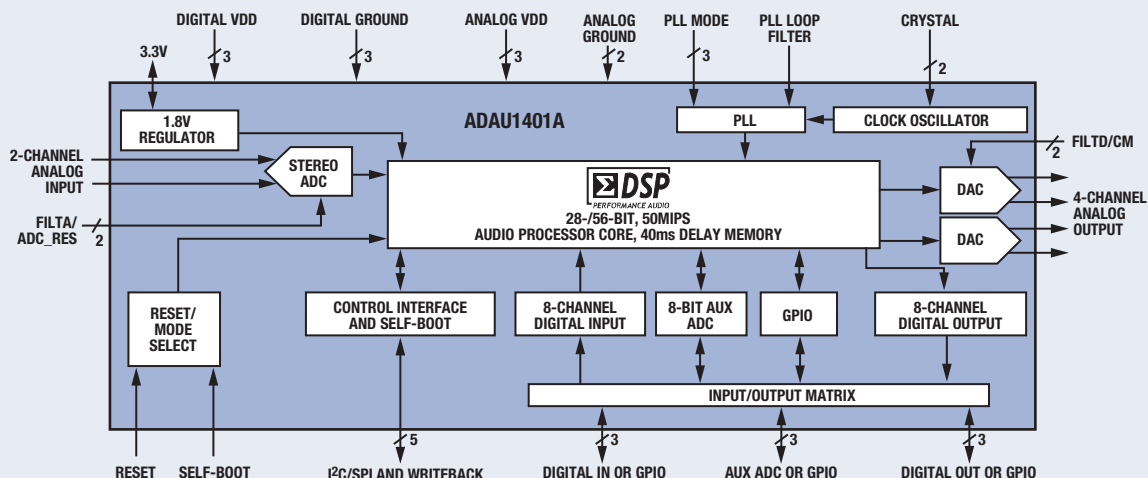 DIGITAL VDD
DIGITAL GROUND
ANALOG VDD
ANALOG
GROUND
PLL MODE
PLL LOOP
FILTER
CRYSTAL
3.3V
3
3
3
2
3
2
1.8V
REGULATOR
ADAU1401A
PLL
CLOCK OSCILLATOR
2-CHANNEL
ANALOG
INPUT
STEREO
ADC
FILTA/
ADC_RES
2
DSP
PERFORMANCE AUDIO
28-/56-BIT, 50MIPS
AUDIO PROCESSOR CORE, 40ms DELAY MEMORY
DAC
DAC
2
FILTD/CM
4-CHANNEL
ANALOG
OUTPUT
RESET/
MODE
SELECT
CONTROL INTERFACE
AND SELF-BOOT
8-CHANNEL
DIGITAL INPUT
8-BIT AUX
ADC
GPIO
8-CHANNEL
DIGITAL OUTPUT
INPUT/OUTPUT MATRIX
5
3
3
3
RESET
SELF-BOOT
I²C/SPI AND WRITEBACK
DIGITAL IN OR GPIO
AUX ADC OR GPIO
DIGITAL OUT OR GPIO